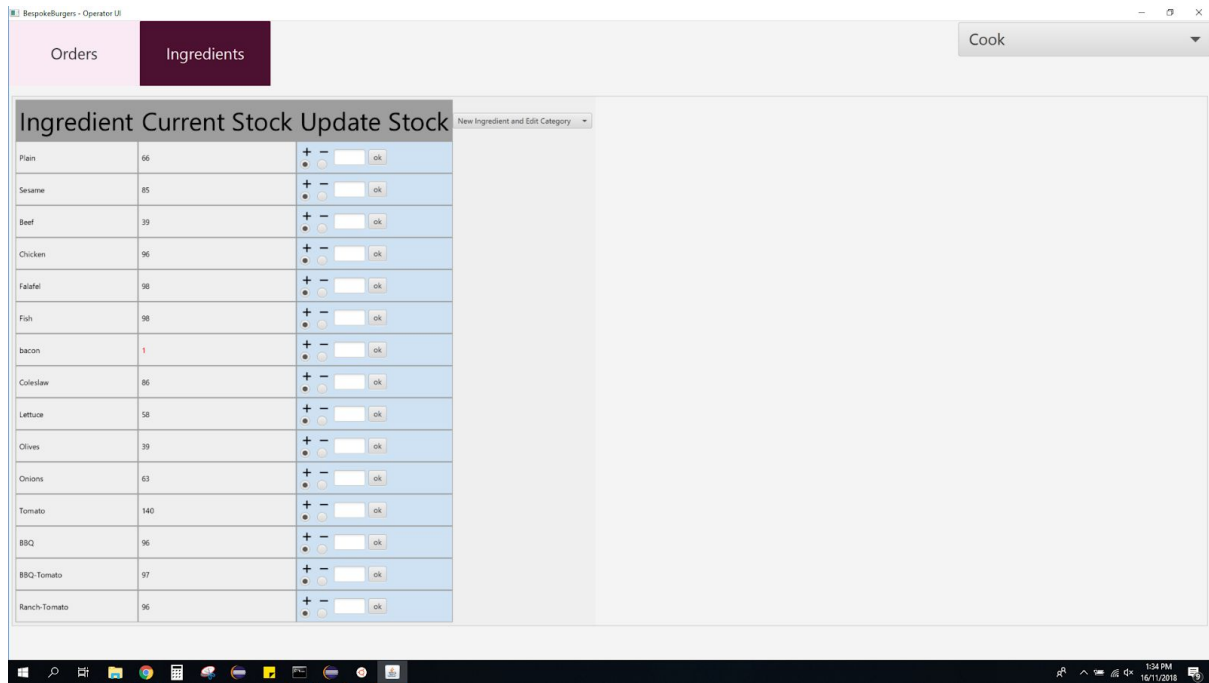 BespokeBurgers - Operator UI
Orders Ingredients Cook
Ingredient Current Stock Update Stock New Ingredient and Edit Category
Plain 66 + − ok
Sesame 85 + − ok
Beef 39 + − ok
Chicken 96 + − ok
Falafel 98 + − ok
Fish 98 + − ok
bacon 1 + − ok
Coleslaw 86 + − ok
Lettuce 58 + − ok
Olives 39 + − ok
Onions 63 + − ok
Tomato 140 + − ok
BBQ 96 + − ok
BBQ-Tomato 97 + − ok
Ranch-Tomato 96 + − ok
1:34 PM
16/11/2018